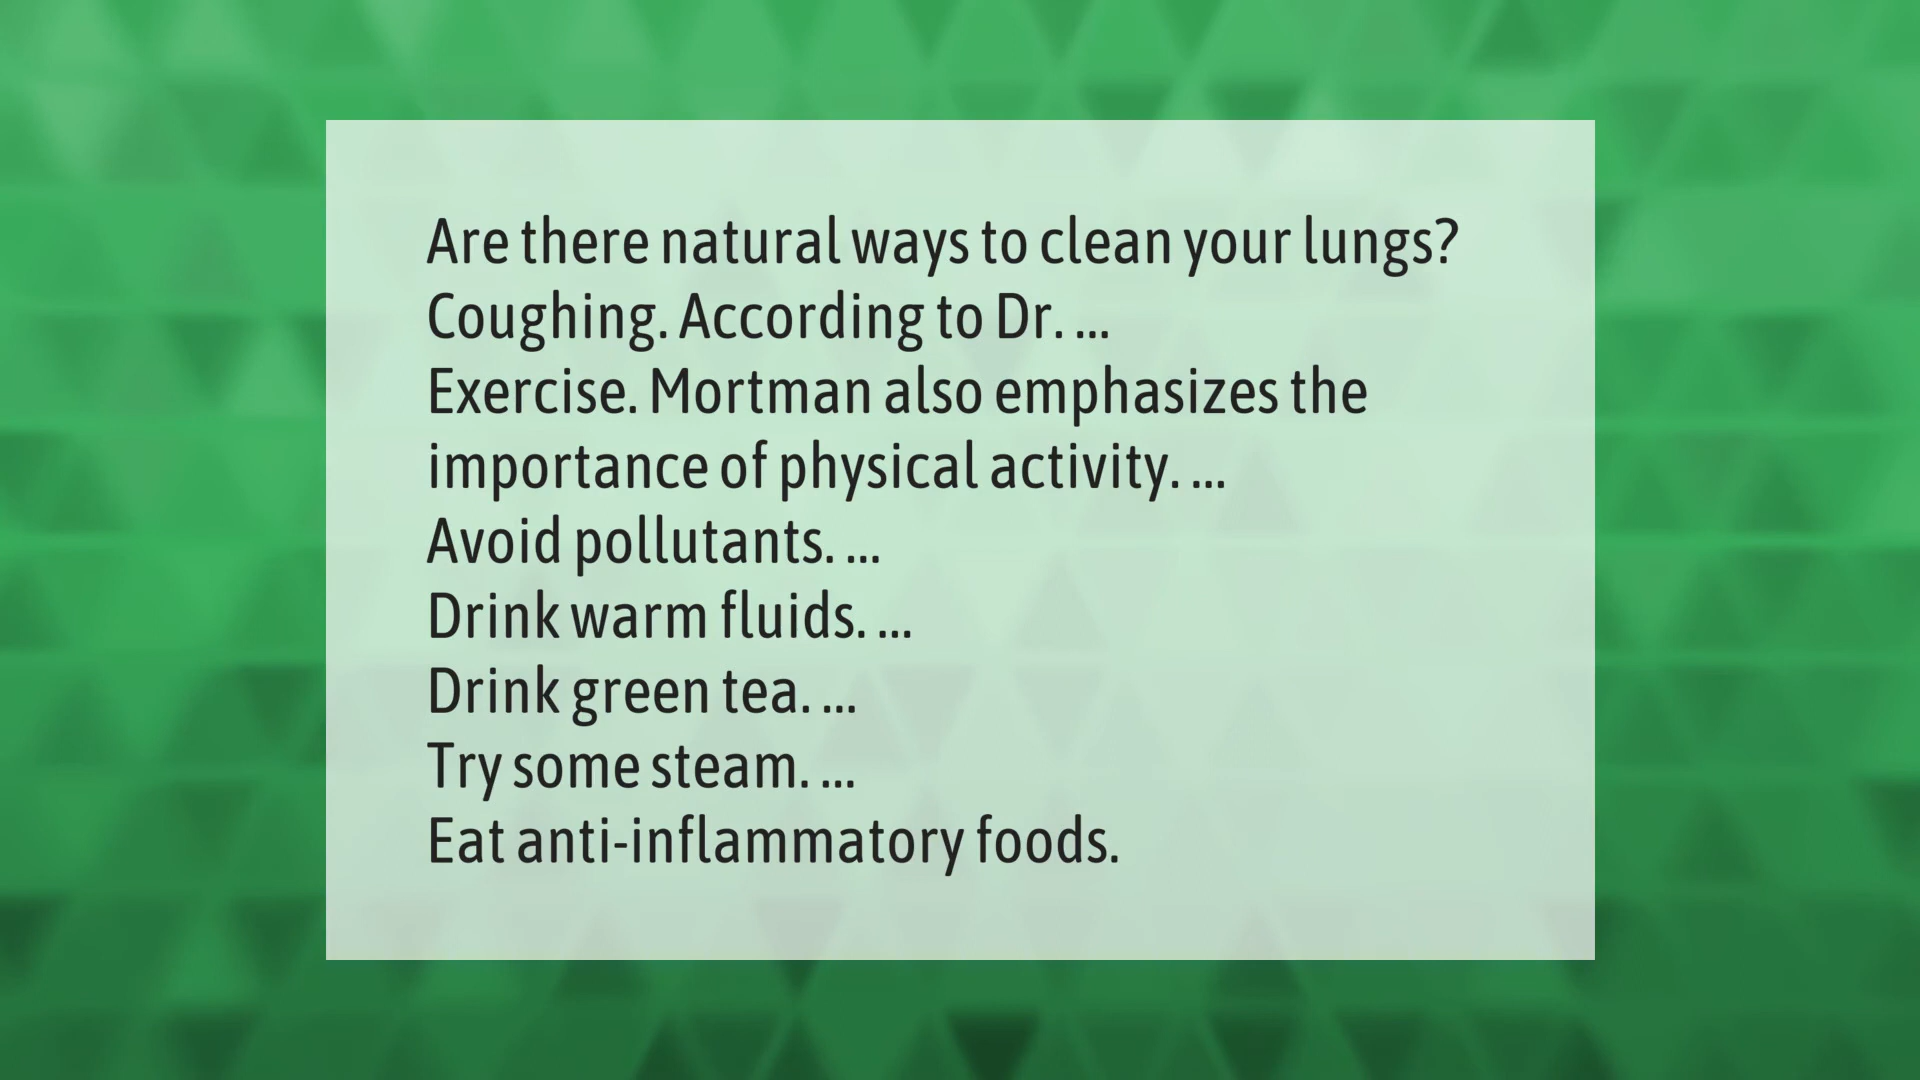 Are there natural ways to clean your lungs?
Coughing. According to Dr. ...
Exercise. Mortman also emphasizes the
importance of physical activity. ...
Avoid pollutants. ...
Drink warm fluids. ...
Drink green tea. ...
Try some steam. ...
Eat anti-inflammatory foods.